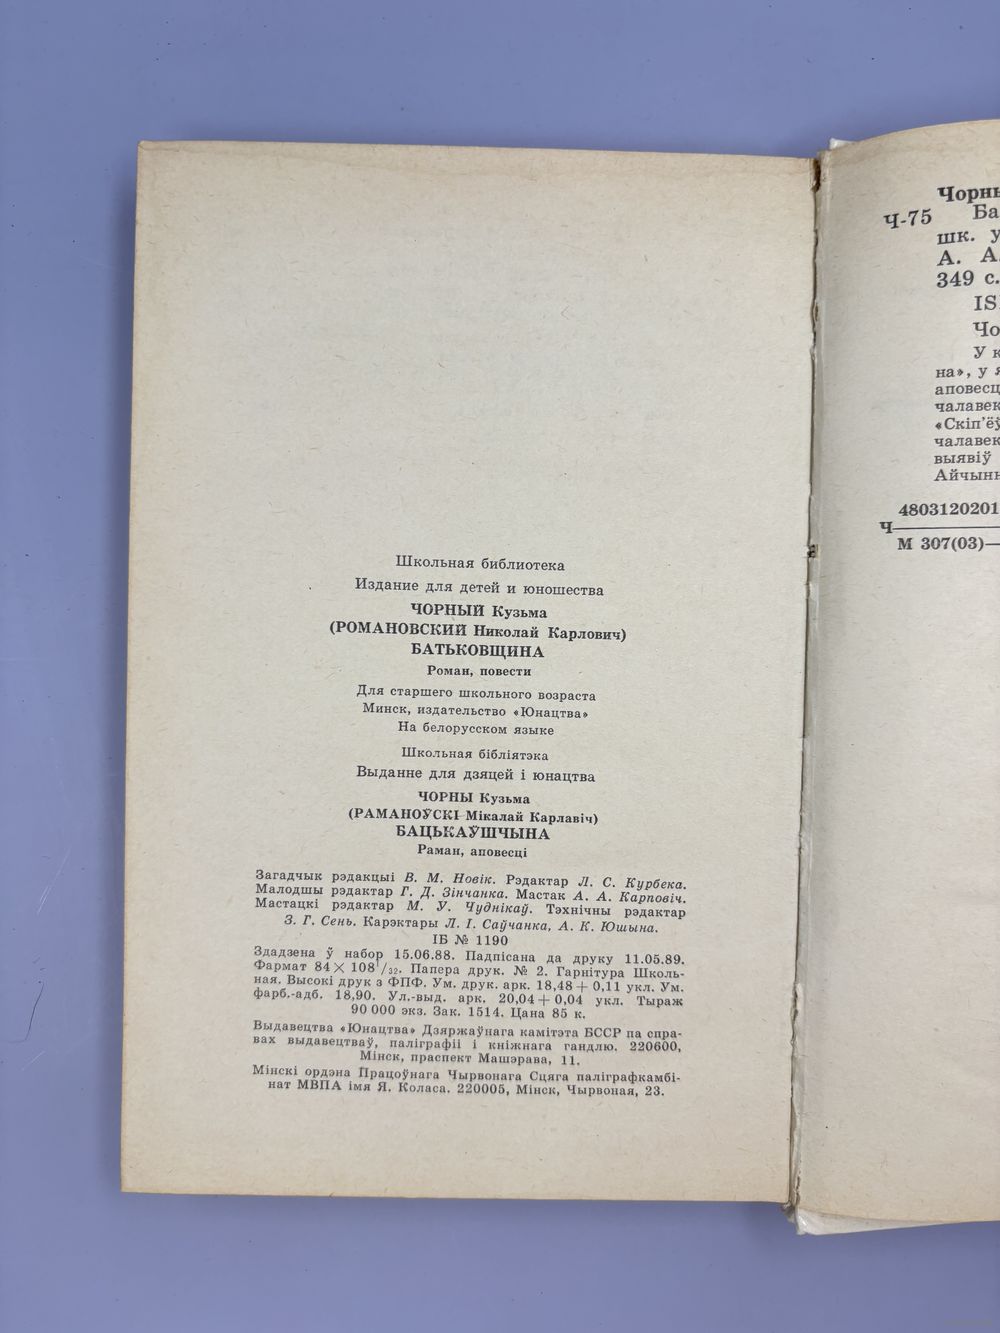 Школьная библиотека
Издание для детей и юношества
ЧОРНЫЙ Кузьма
(РОМАНОВСКИЙ Николай Карлович)
БАТЬКОВЩИНА
Роман, повести
Для старшего школьного возраста
Минск, издательство «Юнацтва»
На белорусском языке
Школьная бібліятэка
Выданне для дзяцей і юнацтва
ЧОРНЫ Кузьма
(РАМАНОЎСКІ Мікалай Карлавіч)
БАЦЬКАЎШЧЫНА
Раман, аповесці
Загадчык рэдакцыі В. М. Новік. Рэдактар Л. С. Курбека.
Малодшы рэдактар Г. Д. Зінчанка. Мастак А. А. Карповіч.
Мастацкі рэдактар М. У. Чуднікаў. Тэхнічны рэдактар
З. Г. Сень. Карэктары Л. І. Саўчанка, А. К. Юшына.
ІБ № 1190
Здадзена ў набор 15.06.88. Падпісана да друку 11.05.89.
Фармат 84×108 1/32. Папера друк. № 2. Гарнітура Школь-
ная. Высокі друк з ФПФ. Ум. друк. арк. 18,48+0,11 укл. Ум.
фарб.-адб. 18,90. Ул.-выд. арк. 20,04+0,04 укл. Тыраж
90 000 экз. Зак. 1514. Цана 85 к.
Выдавецтва «Юнацтва» Дзяржаўнага камітэта БССР па спра-
вах выдавецтваў, паліграфіі і кніжнага гандлю. 220600,
Мінск, праспект Машэрава, 11.
Мінскі ордэна Працоўнага Чырвонага Сцяга паліграфкамбі-
нат МВПА імя Я. Коласа. 220005, Мінск, Чырвоная, 23.
Чорны
Ч-75 Ба
шк. у
А. А.
349 с.
IS
Чо
У к
на», у я
аповесц
чалавек
«Скіп'ёў
чалавек
выявіў
Айчынн
4803120201
Ч
М 307(03)—